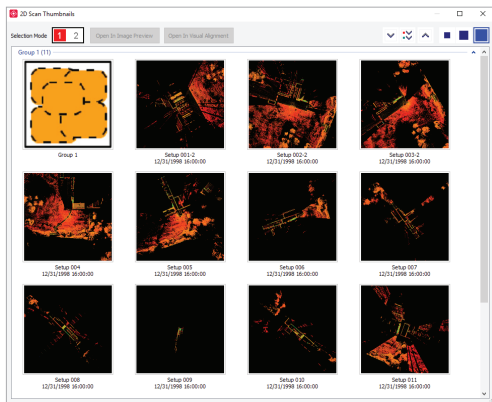 2D Scan Thumbnails
Selection Mode 1 2 Open In Image Preview Open In Visual Alignment
Group 1 (11)
Group 1 Setup 001-2 Setup 002-2 Setup 003-2
12/31/1998 16:00:00 12/31/1998 16:00:00 12/31/1998 16:00:00
Setup 004 Setup 005 Setup 006 Setup 007
12/31/1998 16:00:00 12/31/1998 16:00:00 12/31/1998 16:00:00 12/31/1998 16:00:00
Setup 008 Setup 009 Setup 010 Setup 011
12/31/1998 16:00:00 12/31/1998 16:00:00 12/31/1998 16:00:00 12/31/1998 16:00:00